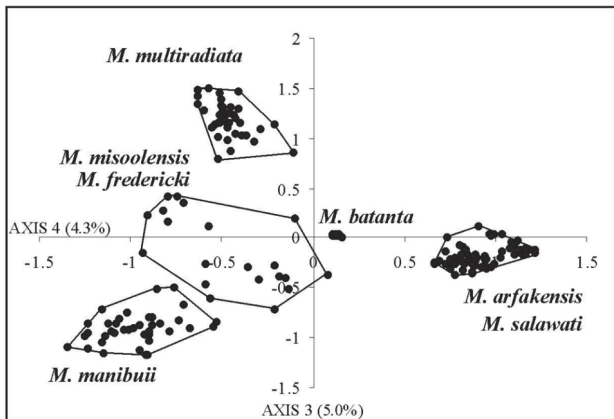 2
M. multiradiata
1.5
1
M. misoolensis
M. fredericki
0.5
M. batanta
AXIS 4 (4.3%)
0
-1.5
-1
-0.5
0
0.5
1
1.5
-0.5
M. arfakensis
M. salawati
-1
M. manibuii
-1.5
AXIS 3 (5.0%)